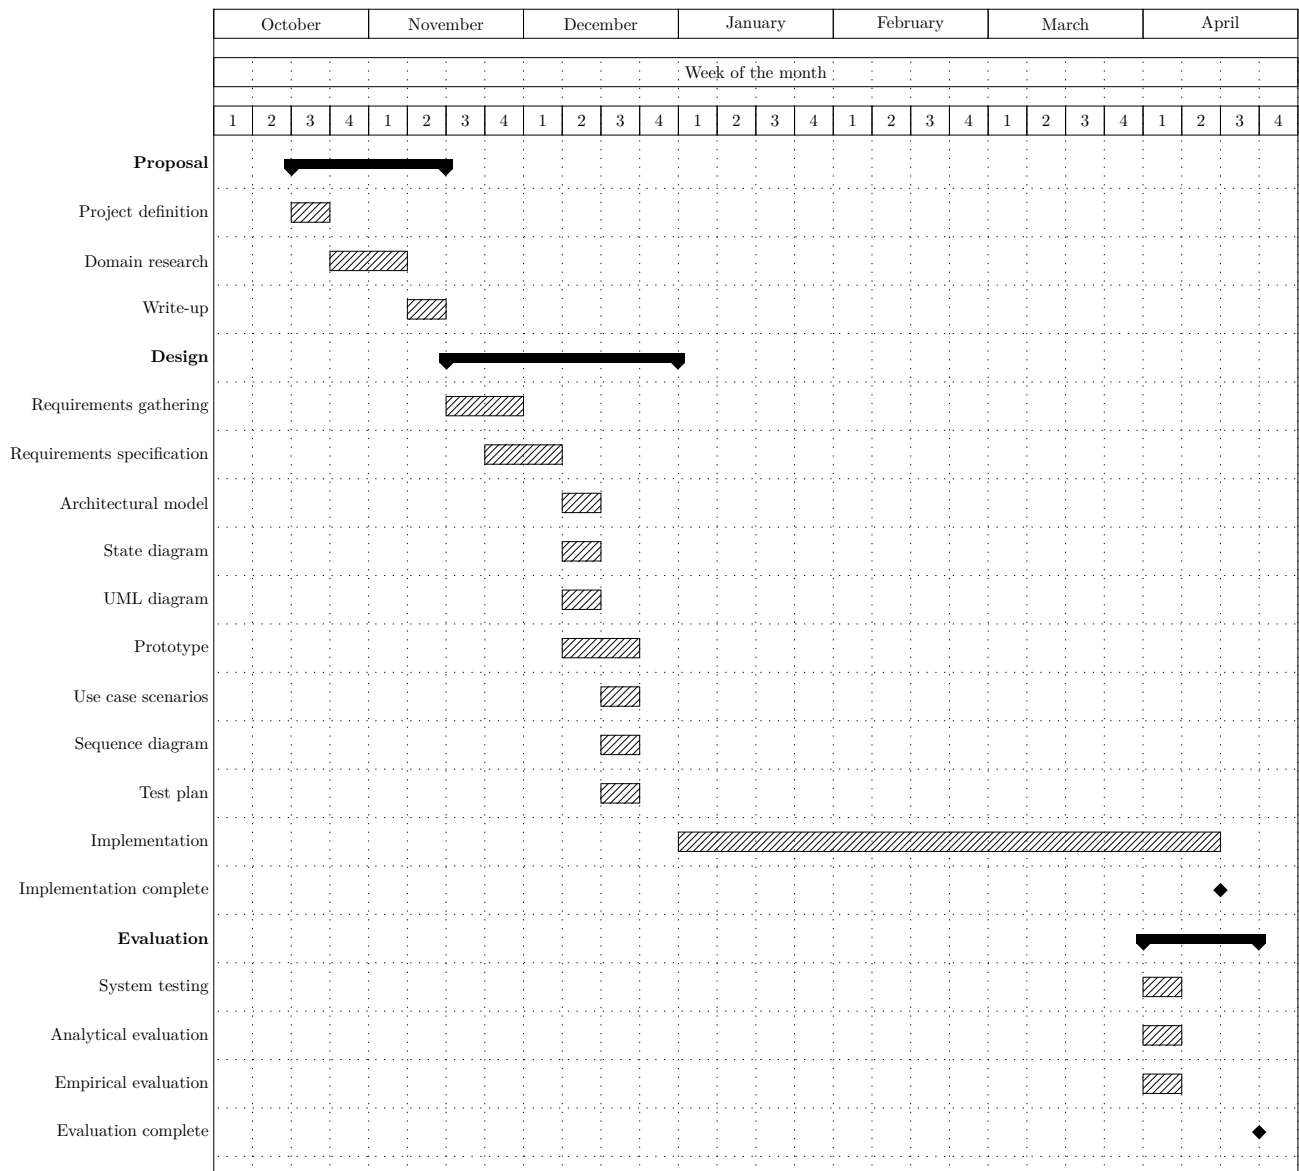 October November December January February March April
Week of the month
1 2 3 4 1 2 3 4 1 2 3 4 1 2 3 4 1 2 3 4 1 2 3 4 1 2 3 4
Proposal
Project definition
Domain research
Write-up
Design
Requirements gathering
Requirements specification
Architectural model
State diagram
UML diagram
Prototype
Use case scenarios
Sequence diagram
Test plan
Implementation
Implementation complete
Evaluation
System testing
Analytical evaluation
Empirical evaluation
Evaluation complete